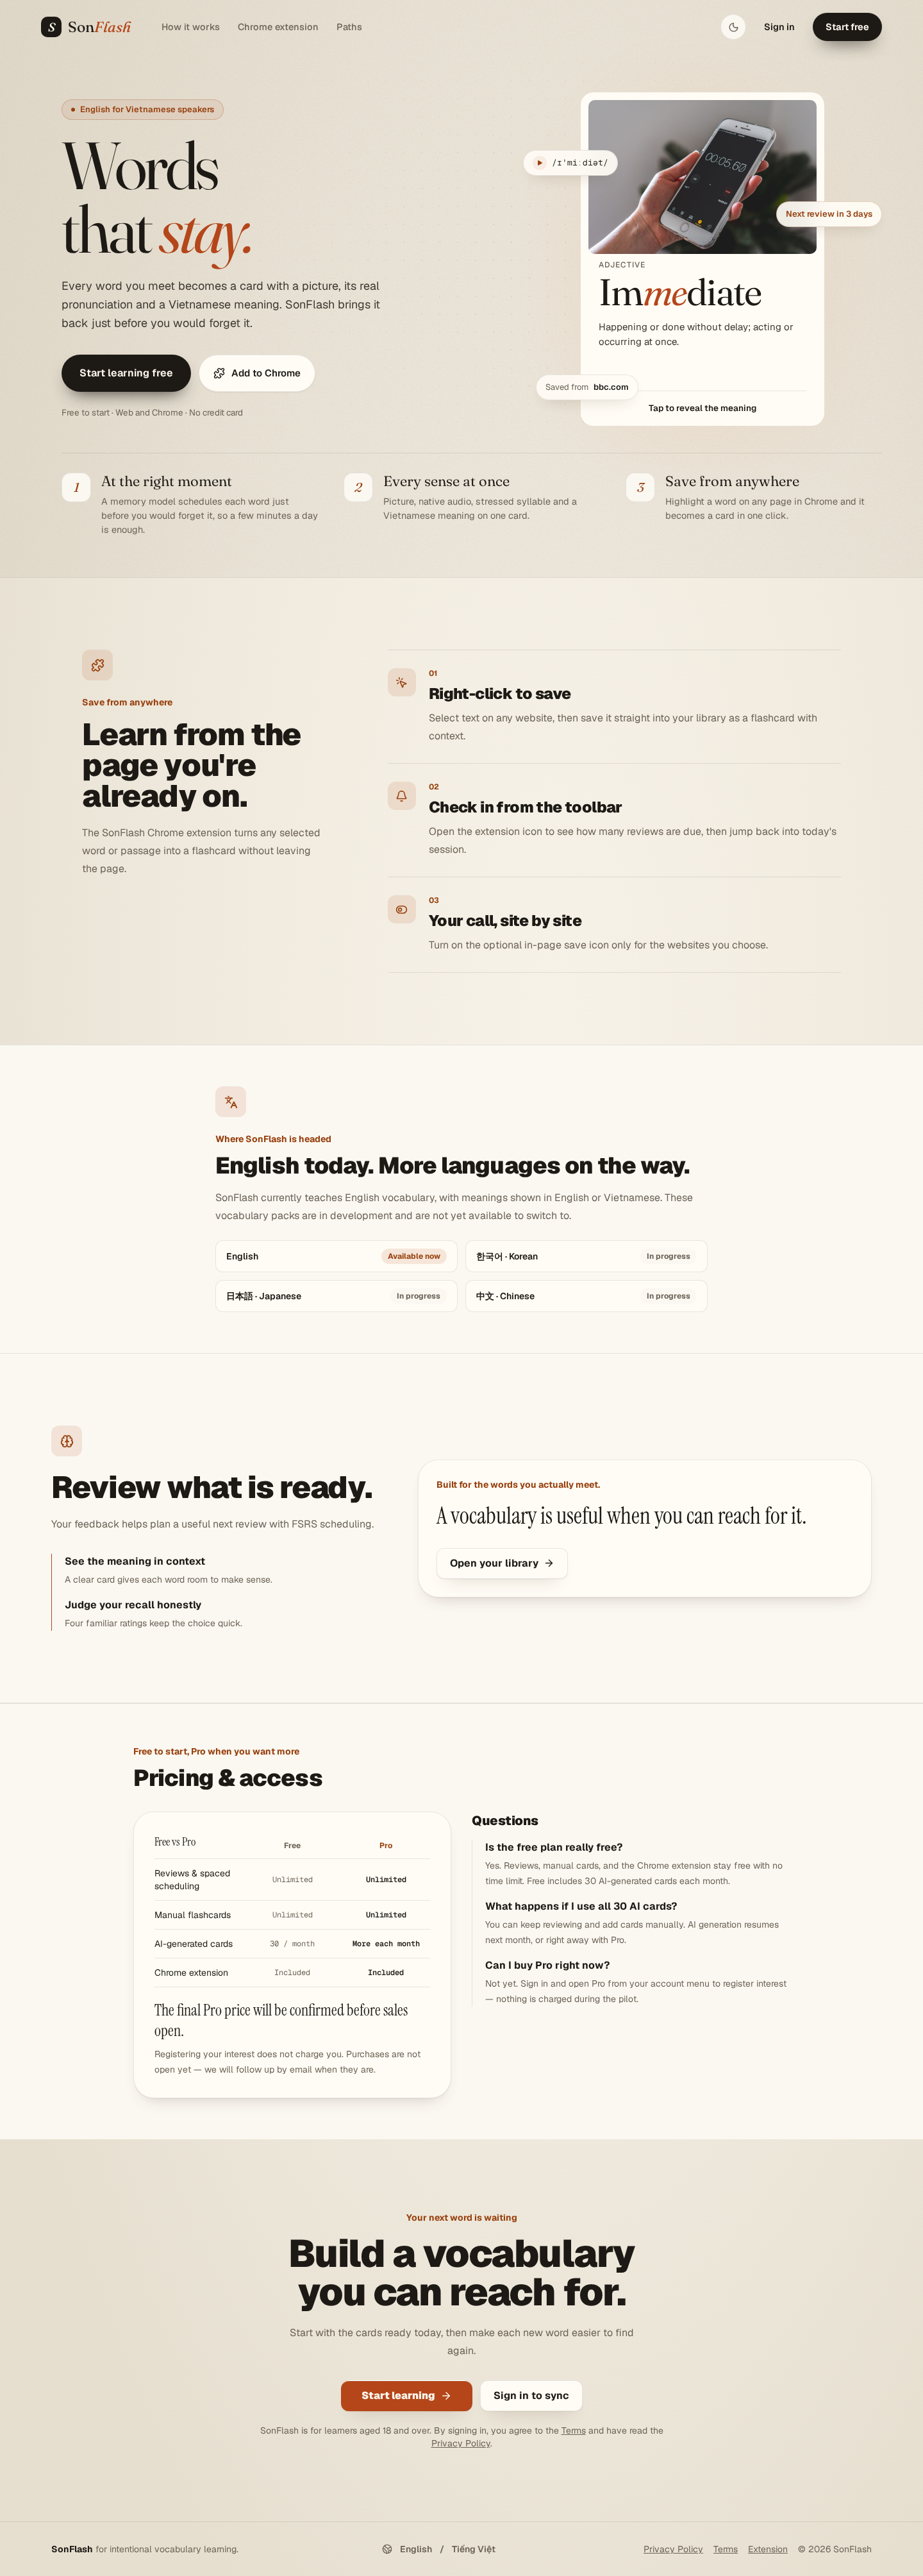 S SonFlash How it works Chrome extension Paths Sign in Start free
English for Vietnamese speakers
Words
that stay.
Every word you meet becomes a card with a picture, its real
pronunciation and a Vietnamese meaning. SonFlash brings it
back just before you would forget it.
Start learning free Add to Chrome
Free to start · Web and Chrome · No credit card
/ɪˈmiːdiət/
00:05.60
Next review in 3 days
ADJECTIVE
Immediate
Happening or done without delay; acting or
occurring at once.
Saved from bbc.com
Tap to reveal the meaning
1 At the right moment
A memory model schedules each word just
before you would forget it, so a few minutes a day
is enough.
2 Every sense at once
Picture, native audio, stressed syllable and a
Vietnamese meaning on one card.
3 Save from anywhere
Highlight a word on any page in Chrome and it
becomes a card in one click.
Save from anywhere
Learn from the
page you're
already on.
The SonFlash Chrome extension turns any selected
word or passage into a flashcard without leaving
the page.
01
Right-click to save
Select text on any website, then save it straight into your library as a flashcard with
context.
02
Check in from the toolbar
Open the extension icon to see how many reviews are due, then jump back into today's
session.
03
Your call, site by site
Turn on the optional in-page save icon only for the websites you choose.
Where SonFlash is headed
English today. More languages on the way.
SonFlash currently teaches English vocabulary, with meanings shown in English or Vietnamese. These
vocabulary packs are in development and are not yet available to switch to.
English Available now
한국어 · Korean In progress
日本語 · Japanese In progress
中文 · Chinese In progress
Review what is ready.
Your feedback helps plan a useful next review with FSRS scheduling.
See the meaning in context
A clear card gives each word room to make sense.
Judge your recall honestly
Four familiar ratings keep the choice quick.
Built for the words you actually meet.
A vocabulary is useful when you can reach for it.
Open your library
Free to start, Pro when you want more
Pricing & access
Free vs Pro Free Pro
Reviews & spaced
scheduling Unlimited Unlimited
Manual flashcards Unlimited Unlimited
AI-generated cards 30 / month More each month
Chrome extension Included Included
The final Pro price will be confirmed before sales
open.
Registering your interest does not charge you. Purchases are not
open yet — we will follow up by email when they are.
Questions
Is the free plan really free?
Yes. Reviews, manual cards, and the Chrome extension stay free with no
time limit. Free includes 30 AI-generated cards each month.
What happens if I use all 30 AI cards?
You can keep reviewing and add cards manually. AI generation resumes
next month, or right away with Pro.
Can I buy Pro right now?
Not yet. Sign in and open Pro from your account menu to register interest
— nothing is charged during the pilot.
Your next word is waiting
Build a vocabulary
you can reach for.
Start with the cards ready today, then make each new word easier to find
again.
Start learning Sign in to sync
SonFlash is for learners aged 18 and over. By signing in, you agree to the Terms and have read the
Privacy Policy.
SonFlash for intentional vocabulary learning. English / Tiếng Việt Privacy Policy Terms Extension © 2026 SonFlash